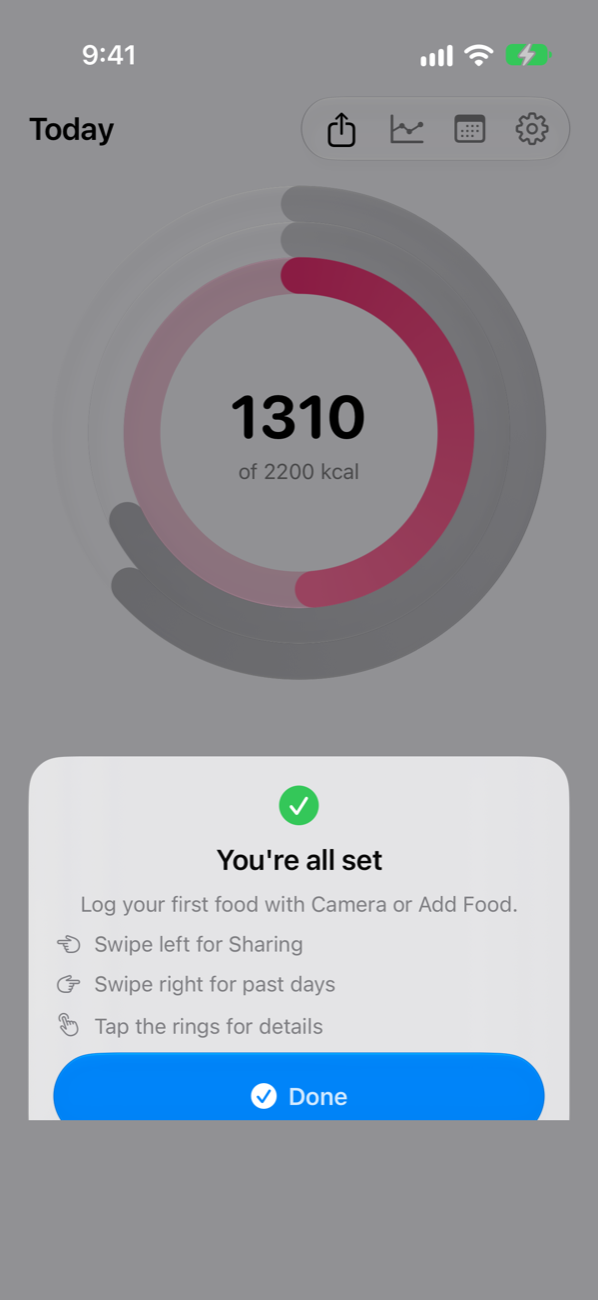 9:41
Today
1310
of 2200 kcal
You're all set
Log your first food with Camera or Add Food.
Swipe left for Sharing
Swipe right for past days
Tap the rings for details
Done